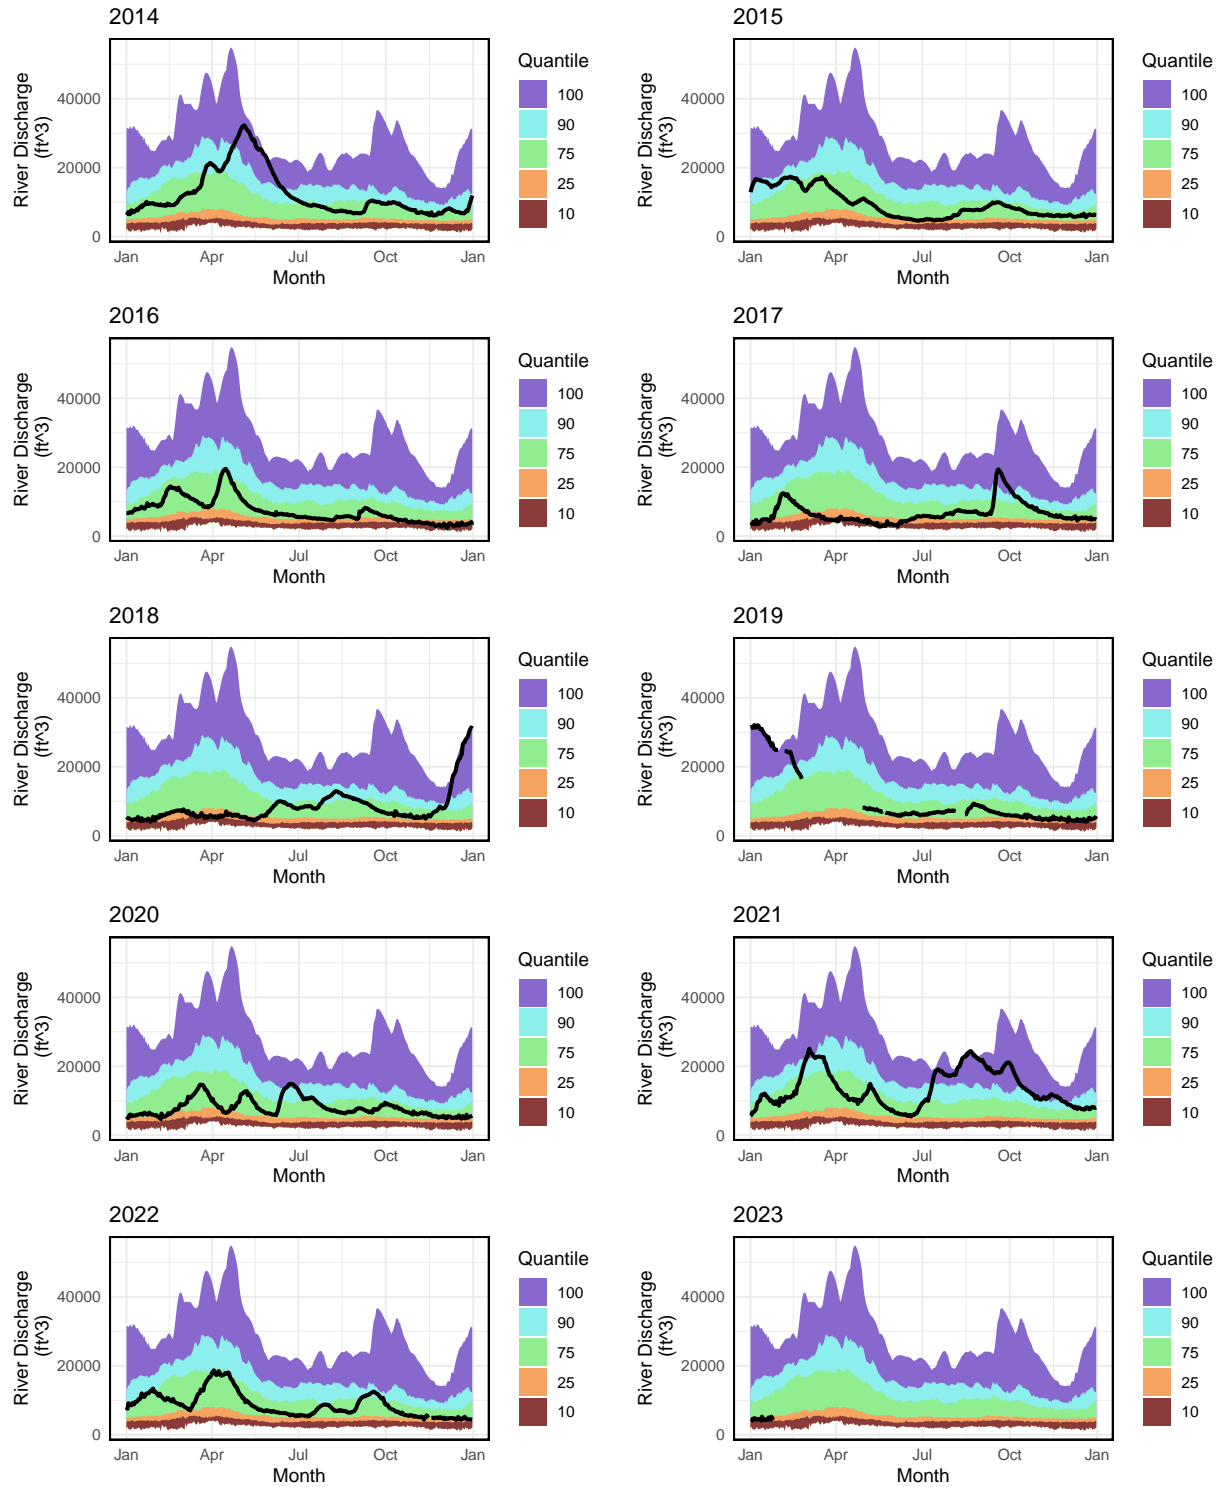 2014
River Discharge
(ft^3)
40000
20000
0
Jan
Apr
Jul
Oct
Jan
Month
Quantile
100
90
75
25
10
2015
River Discharge
(ft^3)
40000
20000
0
Jan
Apr
Jul
Oct
Jan
Month
Quantile
100
90
75
25
10
2016
River Discharge
(ft^3)
40000
20000
0
Jan
Apr
Jul
Oct
Jan
Month
Quantile
100
90
75
25
10
2017
River Discharge
(ft^3)
40000
20000
0
Jan
Apr
Jul
Oct
Jan
Month
Quantile
100
90
75
25
10
2018
River Discharge
(ft^3)
40000
20000
0
Jan
Apr
Jul
Oct
Jan
Month
Quantile
100
90
75
25
10
2019
River Discharge
(ft^3)
40000
20000
0
Jan
Apr
Jul
Oct
Jan
Month
Quantile
100
90
75
25
10
2020
River Discharge
(ft^3)
40000
20000
0
Jan
Apr
Jul
Oct
Jan
Month
Quantile
100
90
75
25
10
2021
River Discharge
(ft^3)
40000
20000
0
Jan
Apr
Jul
Oct
Jan
Month
Quantile
100
90
75
25
10
2022
River Discharge
(ft^3)
40000
20000
0
Jan
Apr
Jul
Oct
Jan
Month
Quantile
100
90
75
25
10
2023
River Discharge
(ft^3)
40000
20000
0
Jan
Apr
Jul
Oct
Jan
Month
Quantile
100
90
75
25
10